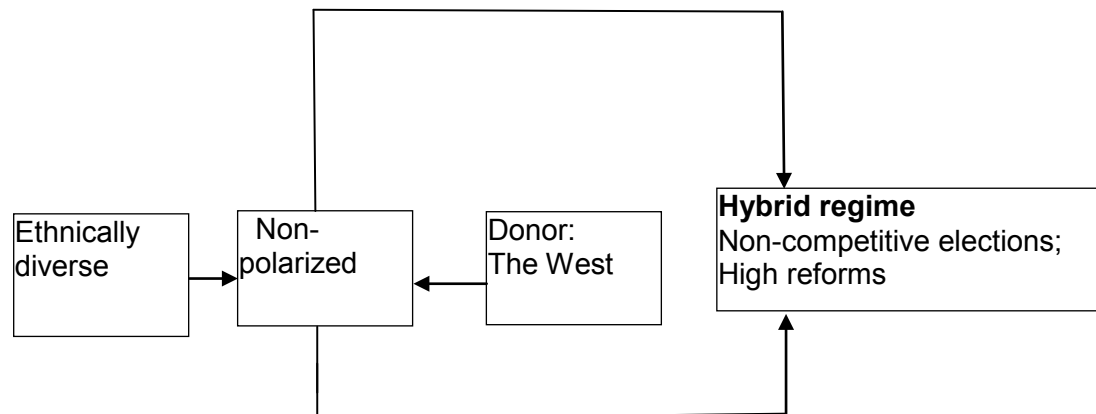 Ethnically
diverse
Non-
polarized
Donor:
The West
Hybrid regime
Non-competitive elections;
High reforms